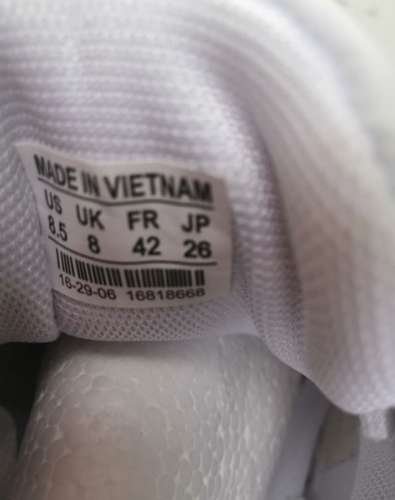 MADE IN VIETNAM
US UK FR JP
8.5 8 42 26
16-29-06 16818668